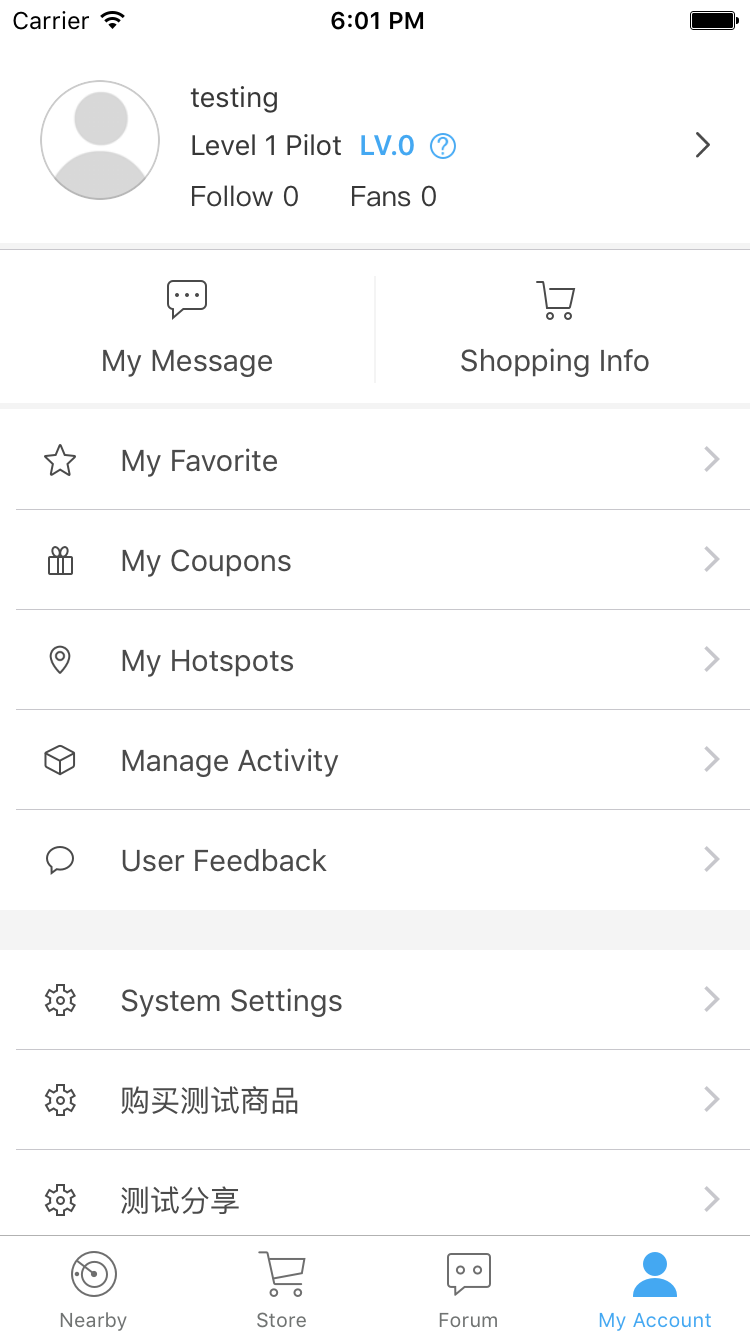 Carrier 6:01 PM
testing
Level 1 Pilot LV.0 ?
Follow 0 Fans 0
My Message Shopping Info
My Favorite
My Coupons
My Hotspots
Manage Activity
User Feedback
System Settings
购买测试商品
测试分享
Nearby Store Forum My Account